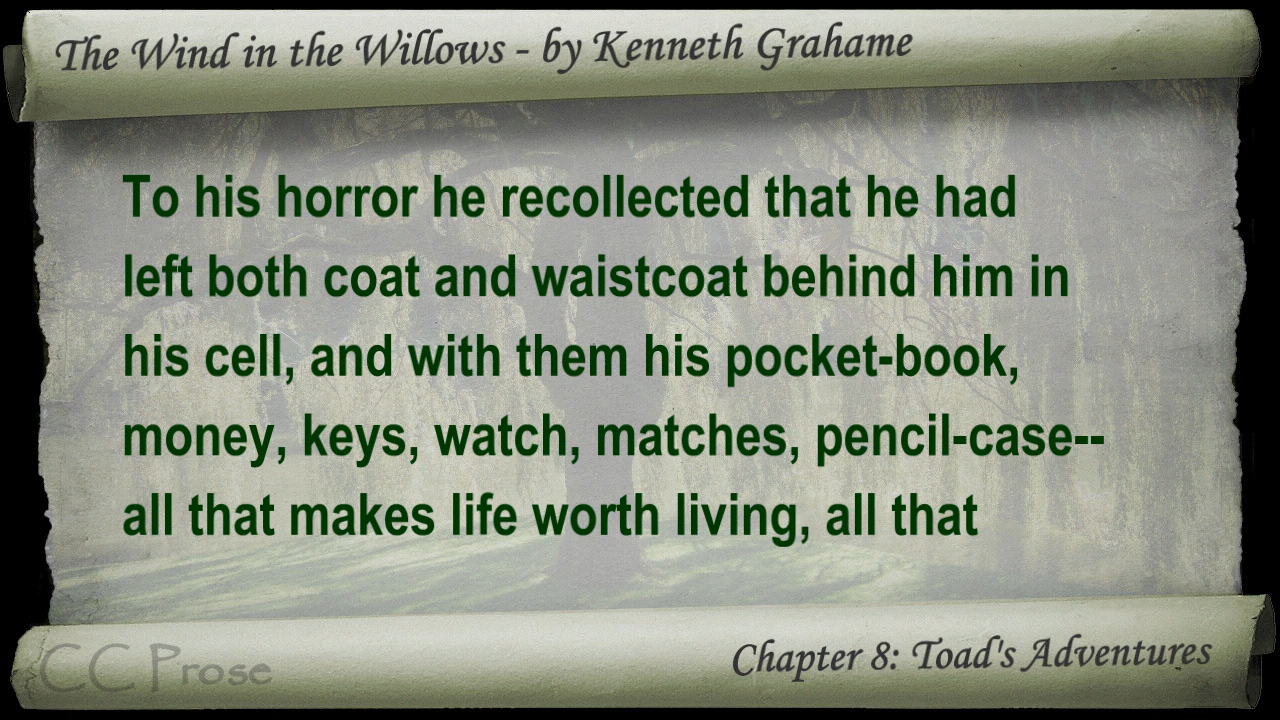 The Wind in the Willows - by Kenneth Grahame
To his horror he recollected that he had
left both coat and waistcoat behind him in
his cell, and with them his pocket-book,
money, keys, watch, matches, pencil-case--
all that makes life worth living, all that
CC Prose
Chapter 8: Toad's Adventures